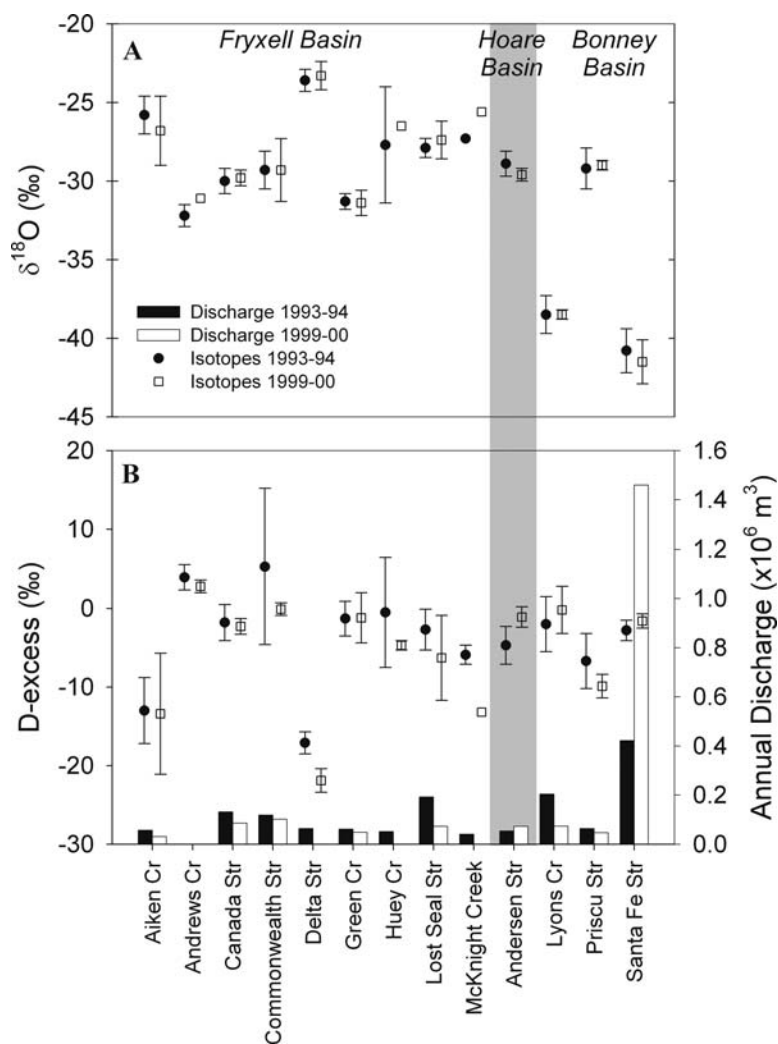 A
Fryxell Basin
Hoare Basin
Bonney Basin
-20
-25
-30
-35
-40
-45
δ18O (‰)
Discharge 1993-94
Discharge 1999-00
Isotopes 1993-94
Isotopes 1999-00
B
20
10
0
-10
-20
-30
D-excess (‰)
1.6
1.4
1.2
1.0
0.8
0.6
0.4
0.2
0.0
Annual Discharge (x10⁶ m³)
Aiken Cr
Andrews Cr
Canada Str
Commonwealth Str
Delta Str
Green Cr
Huey Cr
Lost Seal Str
McKnight Creek
Andersen Str
Lyons Cr
Priscu Str
Santa Fe Str